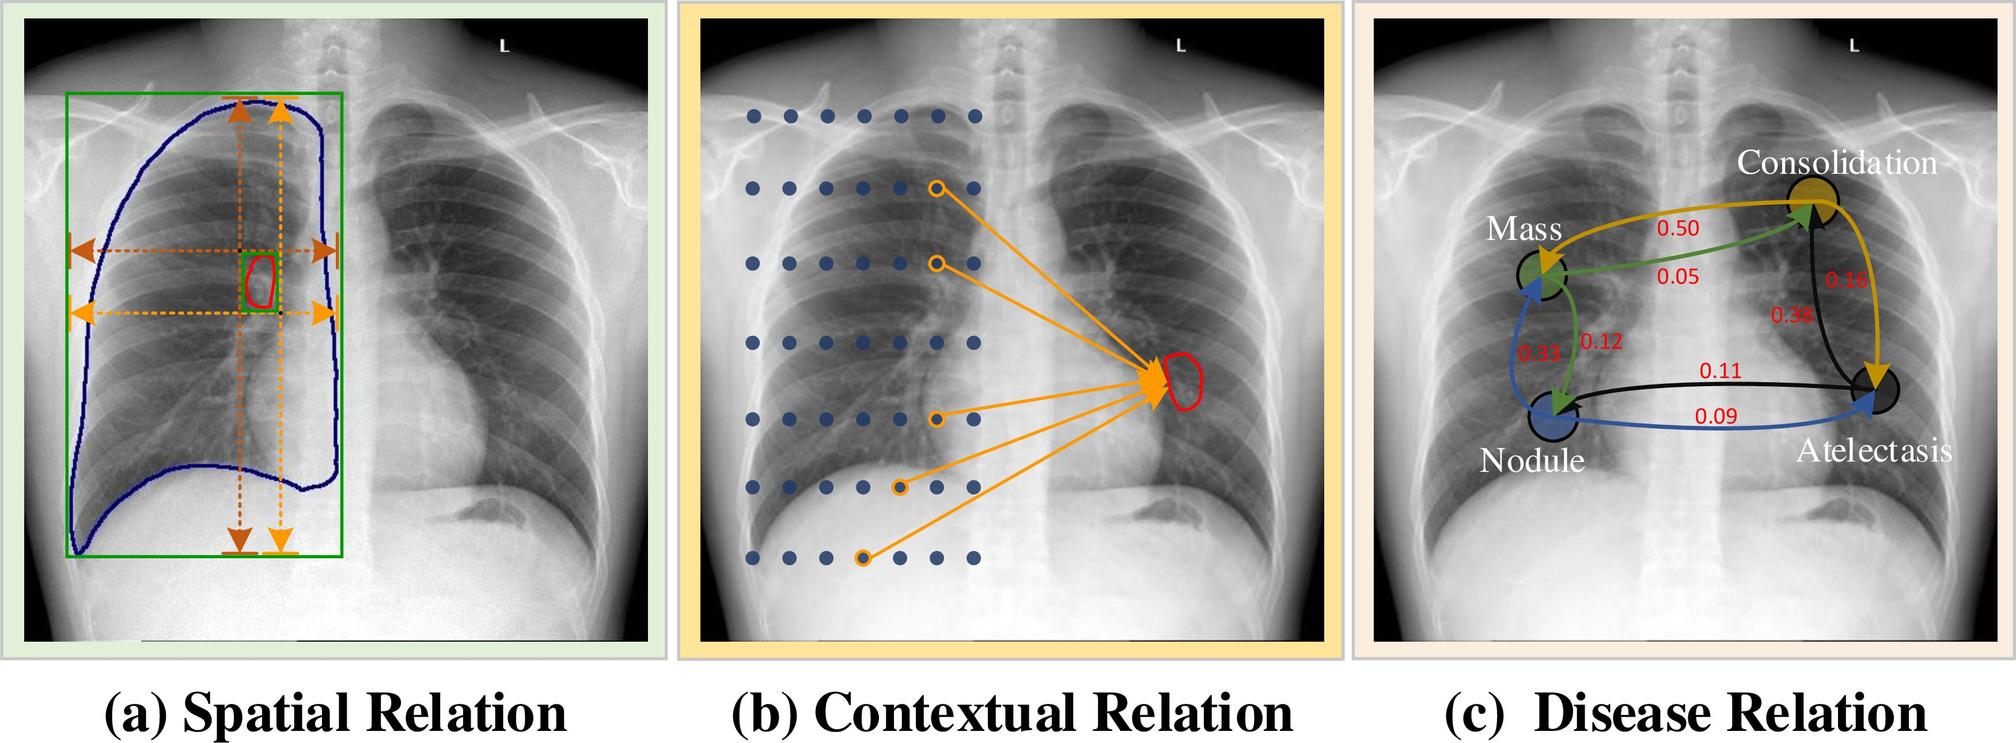 L
L
L
Consolidation
Mass
0.50
0.05
0.16
0.38
0.33
0.12
0.11
0.09
Nodule
Atelectasis
(a) Spatial Relation
(b) Contextual Relation
(c) Disease Relation